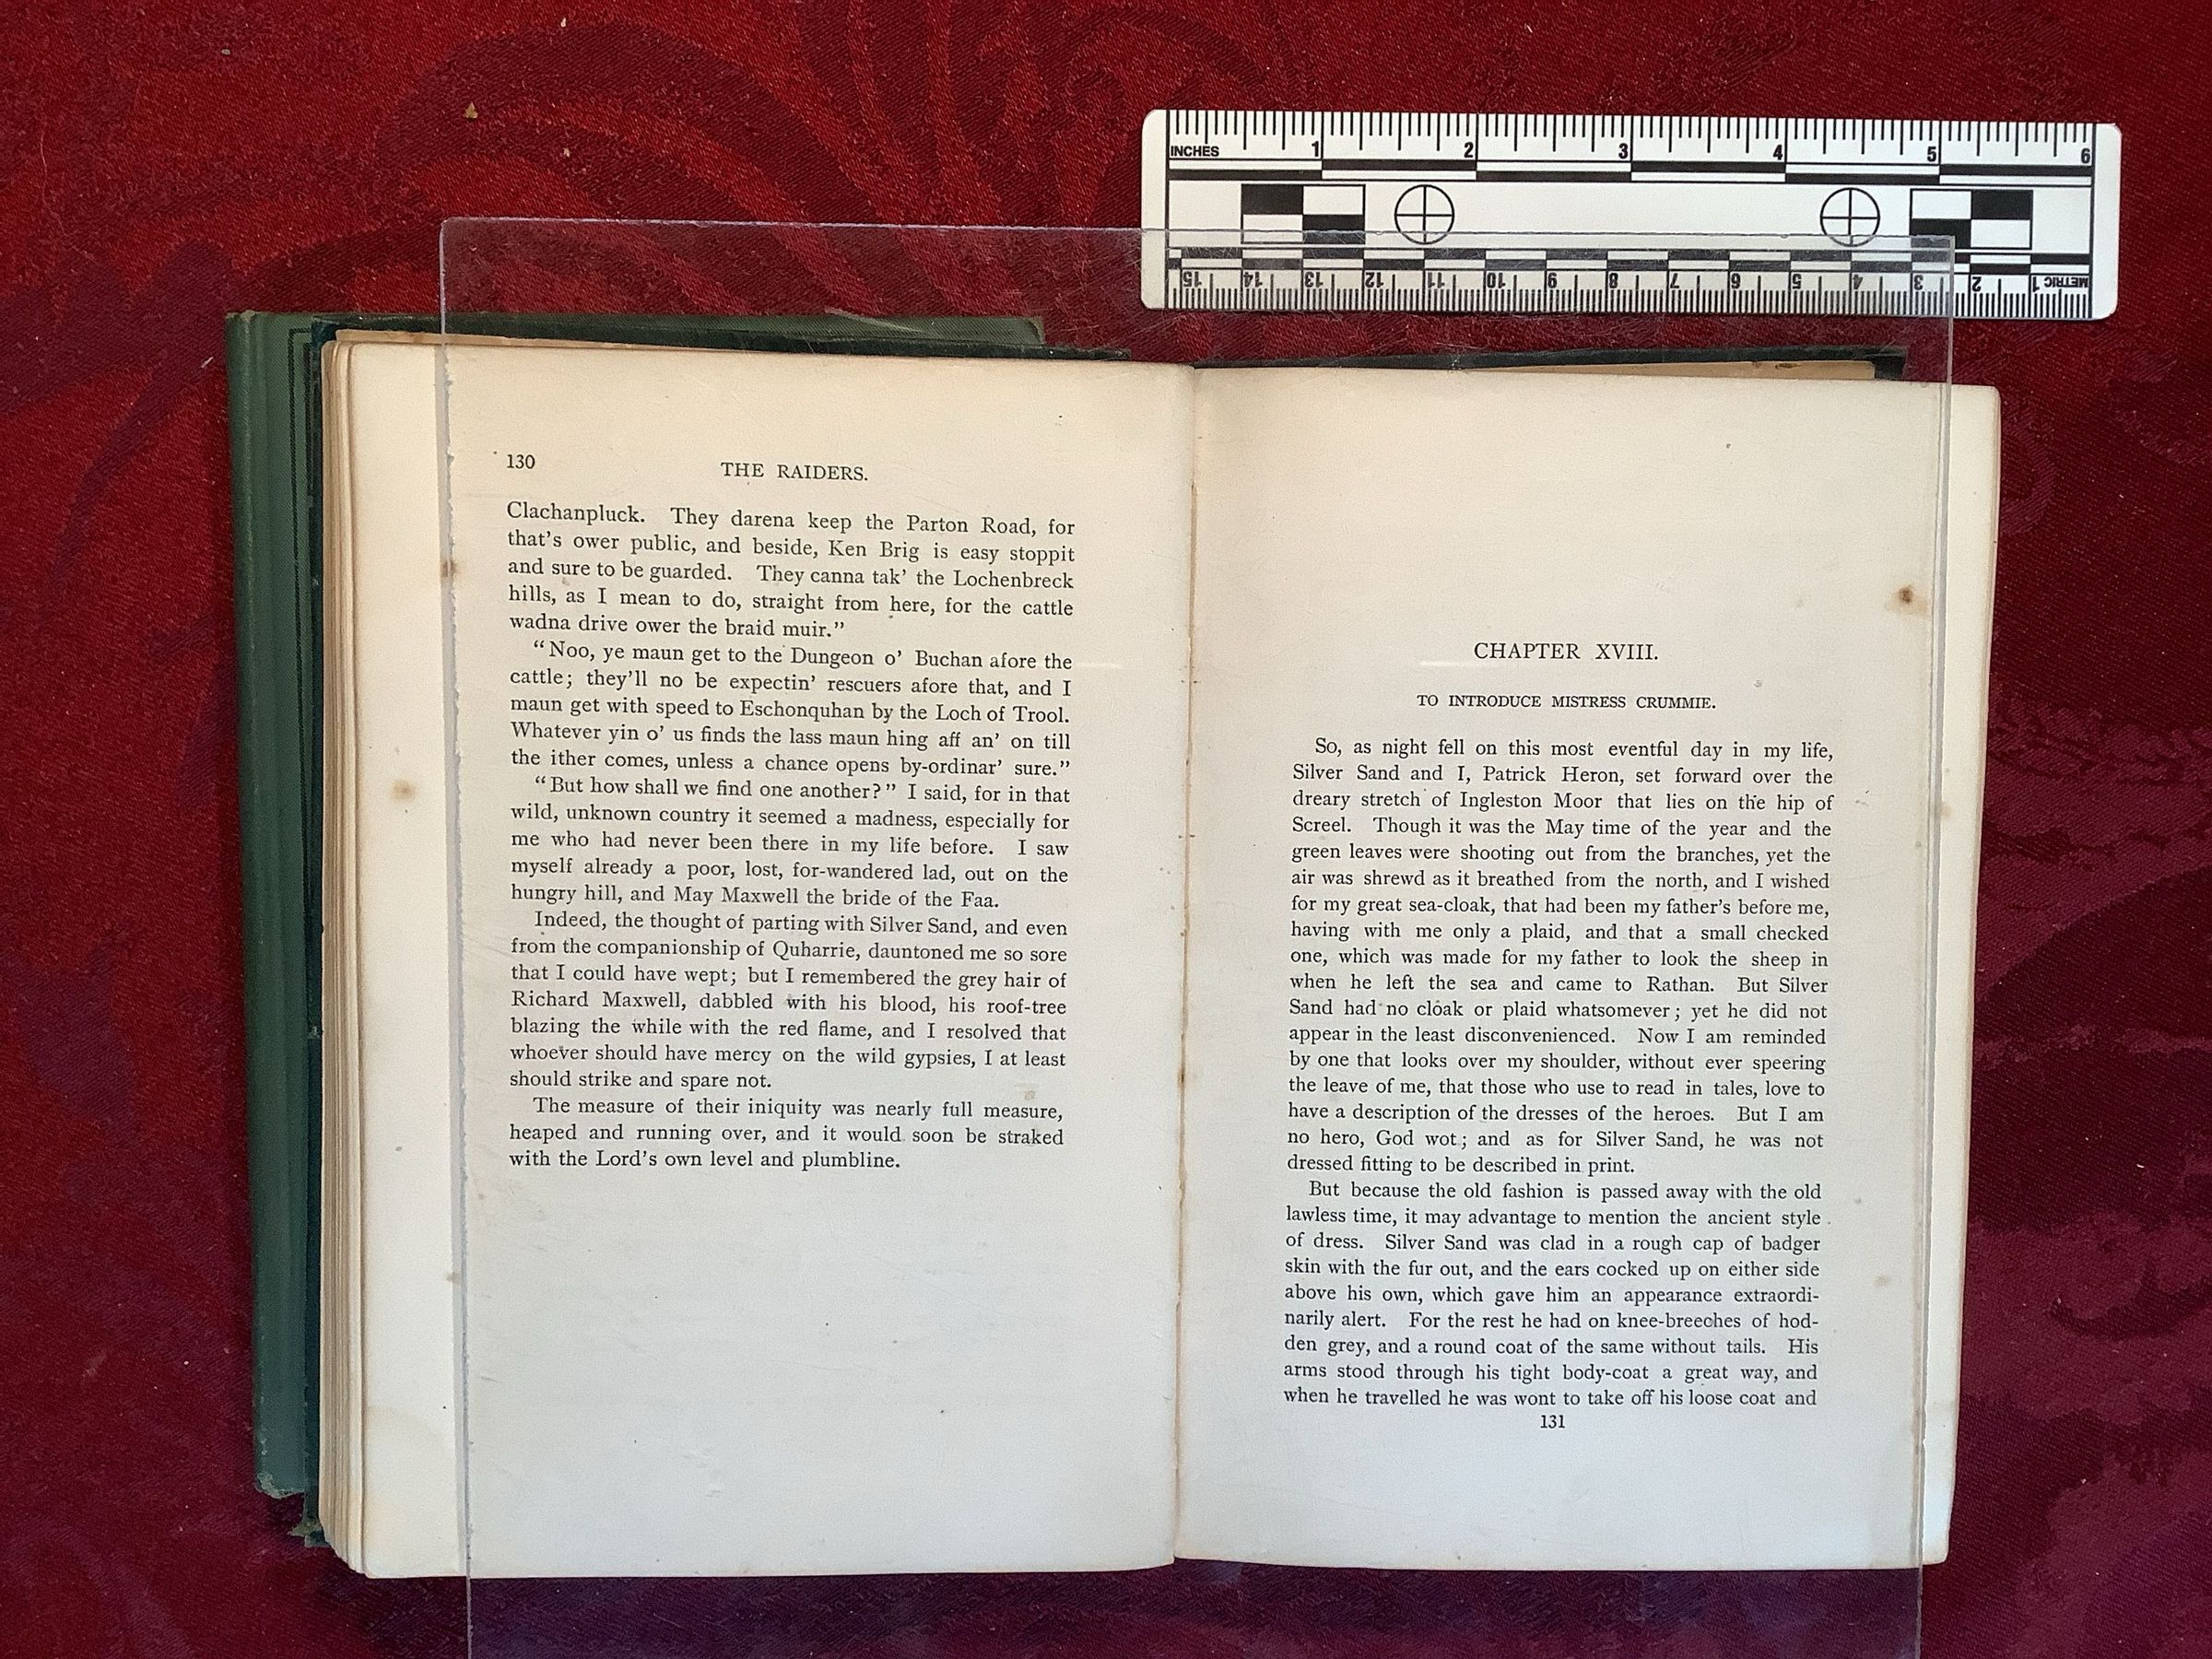 INCHES 1 2 3 4 5 6
15 14 13 12 11 10 9 8 7 6 5 4 3 2 1 METRIC
130
THE RAIDERS.
Clachanpluck. They darena keep the Parton Road, for
that's ower public, and beside, Ken Brig is easy stoppit
and sure to be guarded. They canna tak' the Lochenbreck
hills, as I mean to do, straight from here, for the cattle
wadna drive ower the braid muir."
"Noo, ye maun get to the Dungeon o' Buchan afore the
cattle; they'll no be expectin' rescuers afore that, and I
maun get with speed to Eschonquhan by the Loch of Trool.
Whatever yin o' us finds the lass maun hing aff an' on till
the ither comes, unless a chance opens by-ordinar' sure."
"But how shall we find one another?" I said, for in that
wild, unknown country it seemed a madness, especially for
me who had never been there in my life before. I saw
myself already a poor, lost, for-wandered lad, out on the
hungry hill, and May Maxwell the bride of the Faa.
Indeed, the thought of parting with Silver Sand, and even
from the companionship of Quharrie, dauntoned me so sore
that I could have wept; but I remembered the grey hair of
Richard Maxwell, dabbled with his blood, his roof-tree
blazing the while with the red flame, and I resolved that
whoever should have mercy on the wild gypsies, I at least
should strike and spare not.
The measure of their iniquity was nearly full measure,
heaped and running over, and it would soon be straked
with the Lord's own level and plumbline.
CHAPTER XVIII.
TO INTRODUCE MISTRESS CRUMMIE.
So, as night fell on this most eventful day in my life,
Silver Sand and I, Patrick Heron, set forward over the
dreary stretch of Ingleston Moor that lies on the hip of
Screel. Though it was the May time of the year and the
green leaves were shooting out from the branches, yet the
air was shrewd as it breathed from the north, and I wished
for my great sea-cloak, that had been my father's before me,
having with me only a plaid, and that a small checked
one, which was made for my father to look the sheep in
when he left the sea and came to Rathan. But Silver
Sand had no cloak or plaid whatsomever; yet he did not
appear in the least disconvenienced. Now I am reminded
by one that looks over my shoulder, without ever speering
the leave of me, that those who use to read in tales, love to
have a description of the dresses of the heroes. But I am
no hero, God wot; and as for Silver Sand, he was not
dressed fitting to be described in print.
But because the old fashion is passed away with the old
lawless time, it may advantage to mention the ancient style
of dress. Silver Sand was clad in a rough cap of badger
skin with the fur out, and the ears cocked up on either side
above his own, which gave him an appearance extraordi-
narily alert. For the rest he had on knee-breeches of hod-
den grey, and a round coat of the same without tails. His
arms stood through his tight body-coat a great way, and
when he travelled he was wont to take off his loose coat and
131